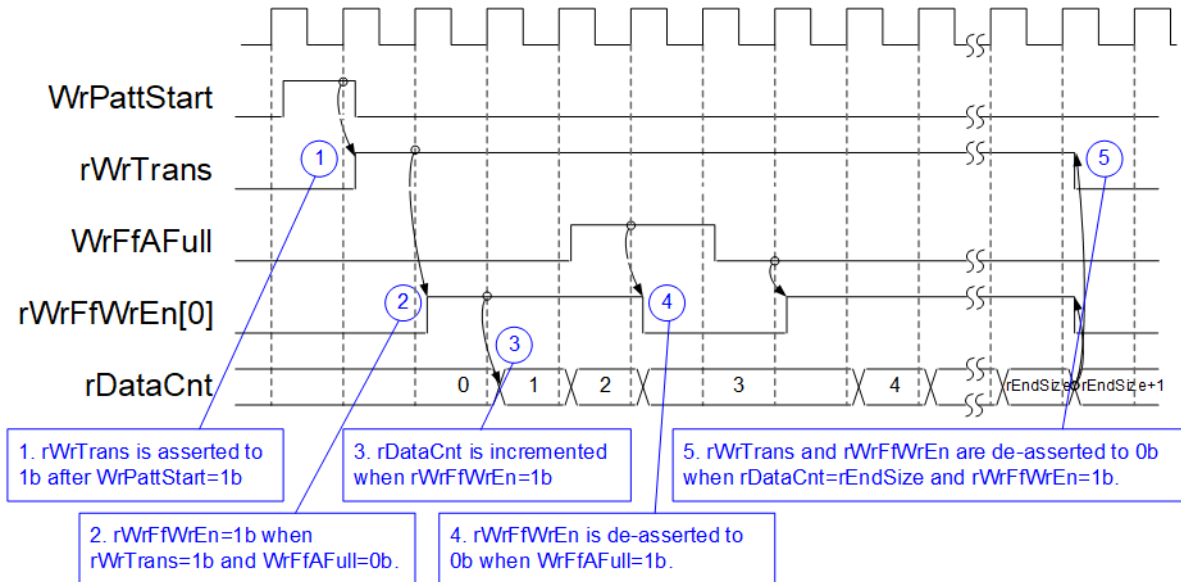 WrPattStart
rWrTrans
1
5
WrFfAFull
rWrFfWrEn[0]
2
4
3
rDataCnt
0 1 2 3 4 rEndSize rEndSize+1
1. rWrTrans is asserted to
1b after WrPattStart=1b
3. rDataCnt is incremented
when rWrFfWrEn=1b
5. rWrTrans and rWrFfWrEn are de-asserted to 0b
when rDataCnt=rEndSize and rWrFfWrEn=1b.
2. rWrFfWrEn=1b when
rWrTrans=1b and WrFfAFull=0b.
4. rWrFfWrEn is de-asserted to
0b when WrFfAFull=1b.